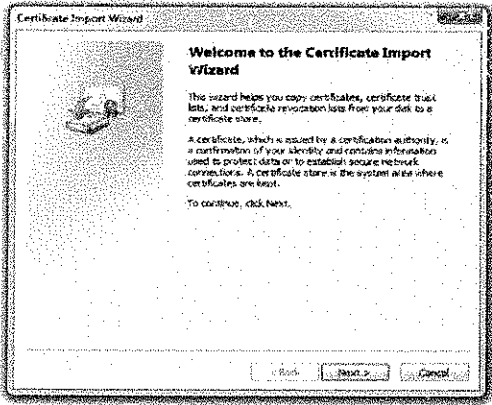 Certificate Import Wizard
Welcome to the Certificate Import
Wizard
This wizard helps you copy certificates, certificate trust
lists, and certificate revocation lists from your disk to a
certificate store.
A certificate, which is issued by a certification authority, is
a confirmation of your identity and contains information
used to protect data or to establish secure network
connections. A certificate store is the system area where
certificates are kept.
To continue, click Next.
< Back
Next >
Cancel